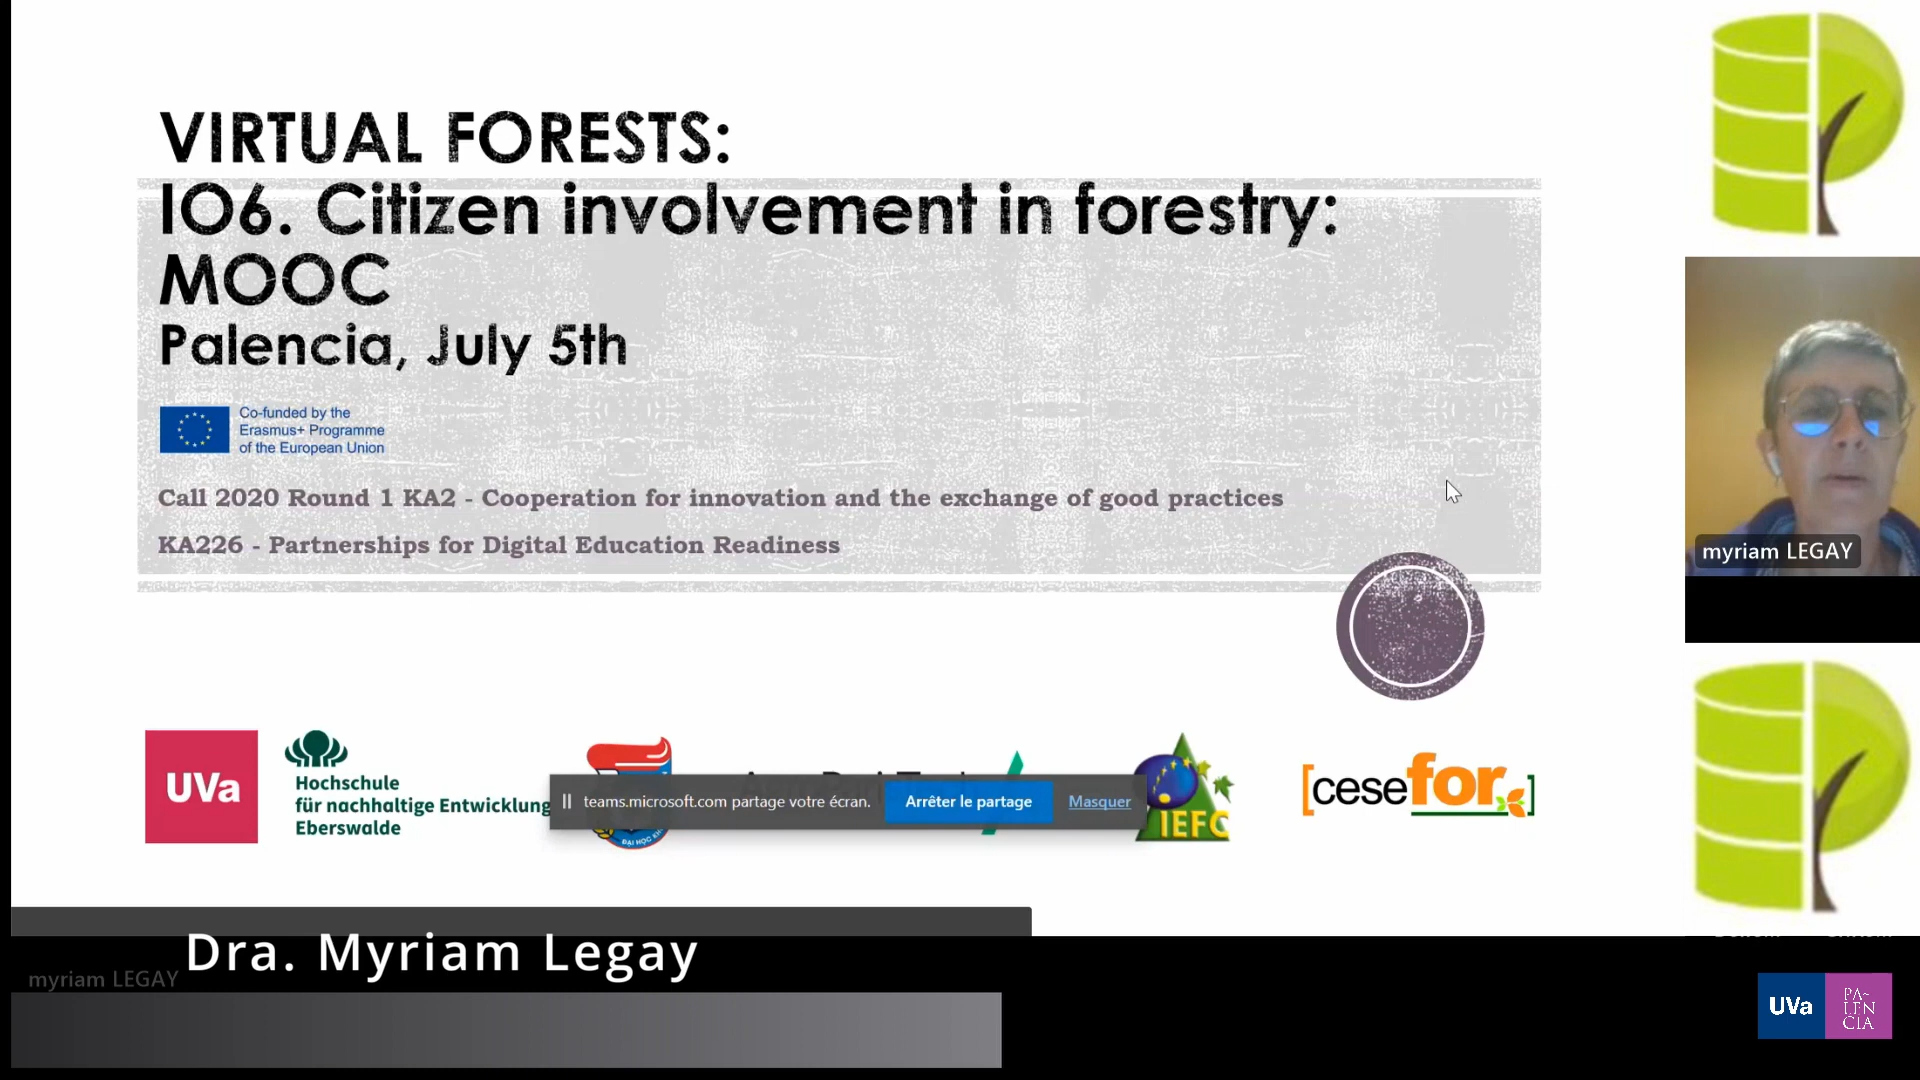 VIRTUAL FORESTS:
IO6. Citizen involvement in forestry:
MOOC
Palencia, July 5th
Co-funded by the
Erasmus+ Programme
of the European Union
Call 2020 Round 1 KA2 - Cooperation for innovation and the exchange of good practices
KA226 - Partnerships for Digital Education Readiness
myriam LEGAY
UVa
Hochschule
für nachhaltige Entwicklung
Eberswalde
teams.microsoft.com partage votre écran.
Arrêter le partage
Masquer
ĐẠI HỌC
IEFC
[cesefor]
Dra. Myriam Legay
myriam LEGAY
UVa
PA-
LEN
CIA